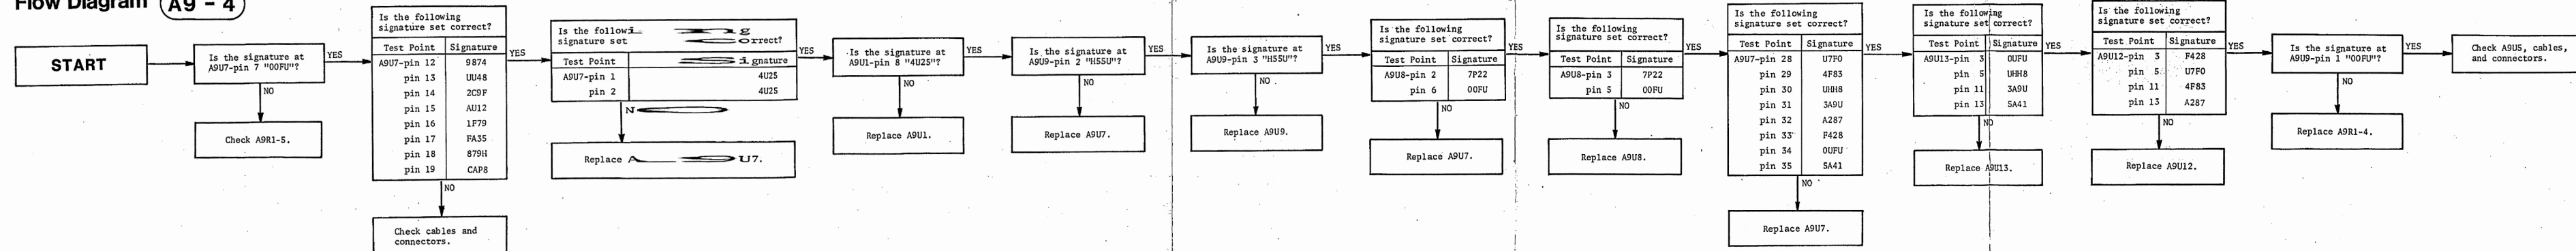 Flow Diagram A9 - 4
START
Is the signature at
A9U7-pin 7 "00FU"?
YES
NO
Check A9R1-5.
Is the following
signature set correct?
Test Point Signature
A9U7-pin 12 9874
pin 13 UU48
pin 14 2C9F
pin 15 AU12
pin 16 1F79
pin 17 FA35
pin 18 879H
pin 19 CAP8
YES
NO
Check cables and
connectors.
Is the
signature set
Test Point
A9U7-pin 1 4U25
pin 2 4U25
YES
Replace
Is the signature at
A9U1-pin 8 "4U25"?
YES
NO
Replace A9U1.
Is the signature at
A9U9-pin 2 "H55U"?
YES
NO
Replace A9U7.
Is the signature at
A9U9-pin 3 "H55U"?
YES
NO
Replace A9U9.
Is the following
signature set correct?
Test Point Signature
A9U8-pin 2 7P22
pin 6 00FU
YES
NO
Replace A9U7.
Is the following
signature set correct?
Test Point Signature
A9U8-pin 3 7P22
pin 5 00FU
YES
NO
Replace A9U8.
Is the following
signature set correct?
Test Point Signature
A9U7-pin 28 U7F0
pin 29 4F83
pin 30 UHH8
pin 31 3A9U
pin 32 A287
pin 33 F428
pin 34 0UFU
pin 35 5A41
YES
NO
Replace A9U7.
Is the following
signature set correct?
Test Point Signature
A9U13-pin 3 0UFU
pin 5 UHH8
pin 11 3A9U
pin 13 5A41
YES
NO
Replace A9U13.
Is the following
signature set correct?
Test Point Signature
A9U12-pin 3 F428
pin 5 U7F0
pin 11 4F83
pin 13 A287
YES
NO
Replace A9U12.
Is the signature at
A9U9-pin 1 "00FU"?
YES
NO
Replace A9R1-4.
Check A9U5, cables,
and connectors.